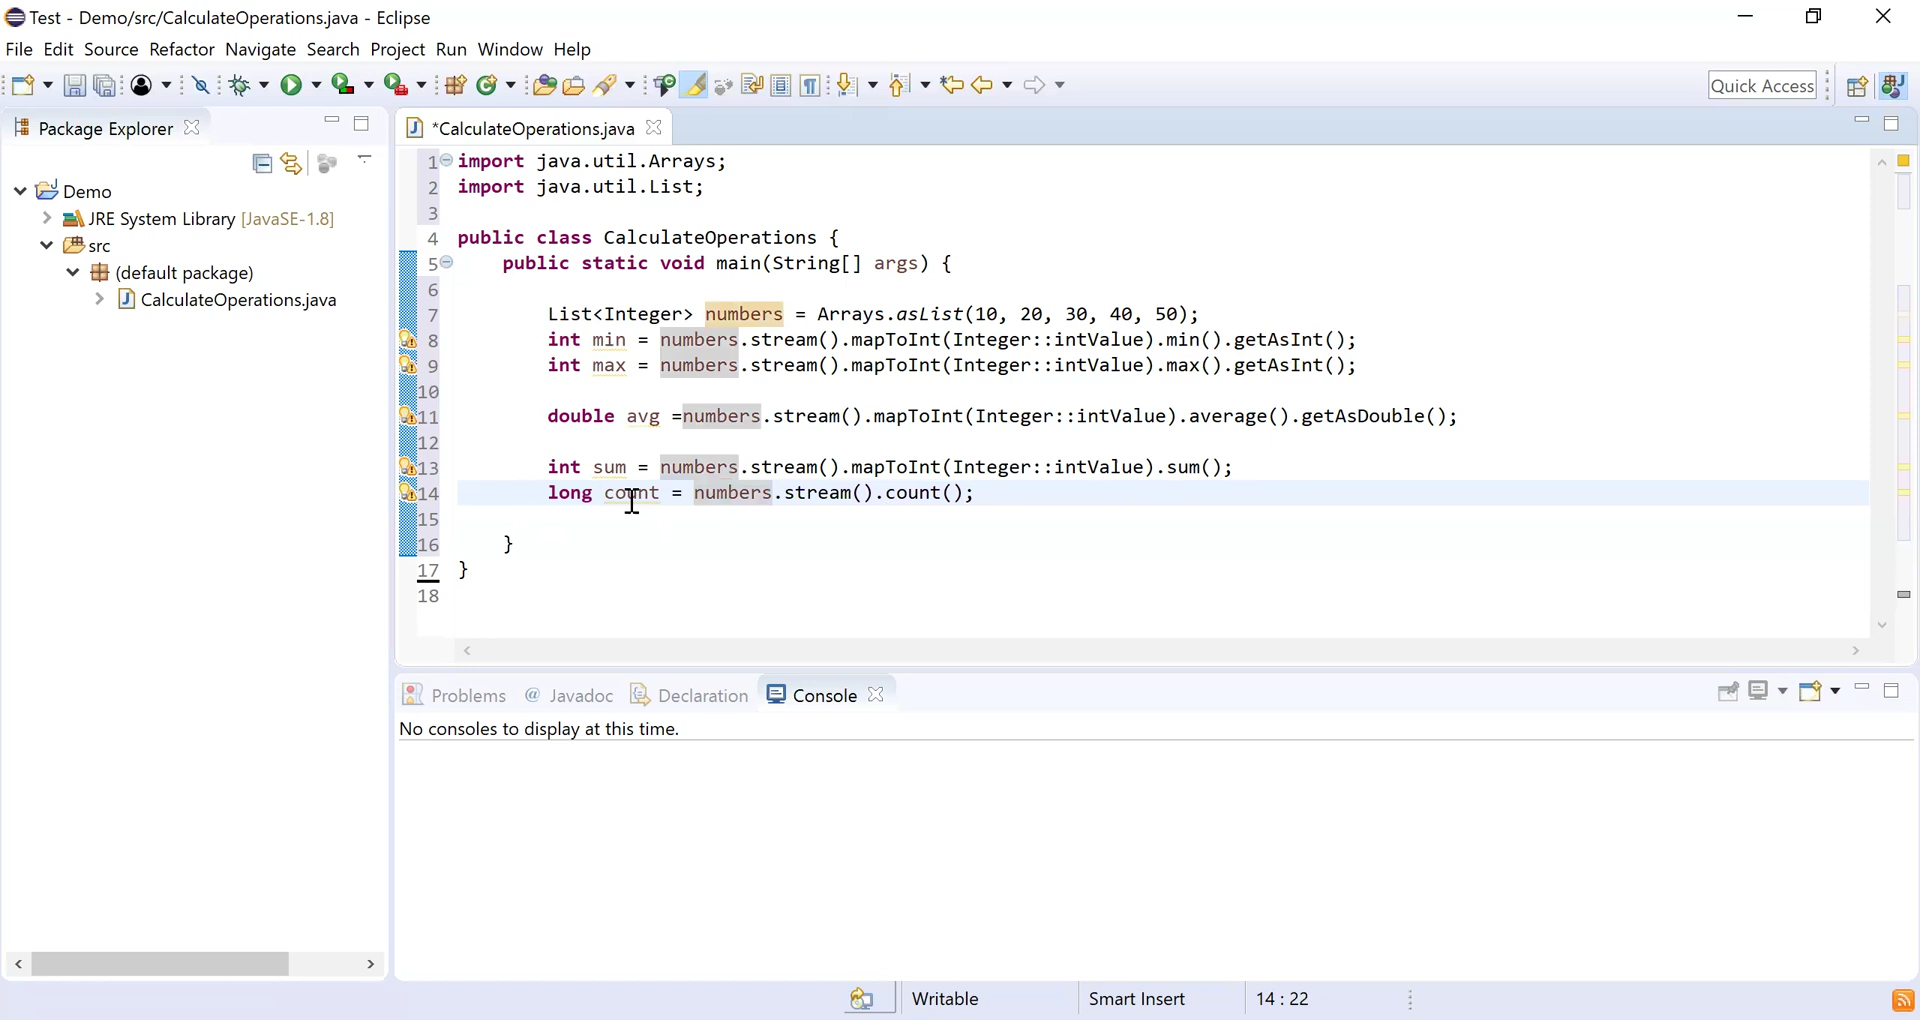 Test - Demo/src/CalculateOperations.java - Eclipse
File Edit Source Refactor Navigate Search Project Run Window Help
Quick Access
Package Explorer
Demo
JRE System Library [JavaSE-1.8]
src
(default package)
CalculateOperations.java
*CalculateOperations.java
1 import java.util.Arrays;
2 import java.util.List;
3
4 public class CalculateOperations {
5 public static void main(String[] args) {
6
7 List<Integer> numbers = Arrays.asList(10, 20, 30, 40, 50);
8 int min = numbers.stream().mapToInt(Integer::intValue).min().getAsInt();
9 int max = numbers.stream().mapToInt(Integer::intValue).max().getAsInt();
10
11 double avg =numbers.stream().mapToInt(Integer::intValue).average().getAsDouble();
12
13 int sum = numbers.stream().mapToInt(Integer::intValue).sum();
14 long count = numbers.stream().count();
15
16 }
17 }
18
Problems @ Javadoc Declaration Console
No consoles to display at this time.
Writable Smart Insert 14 : 22